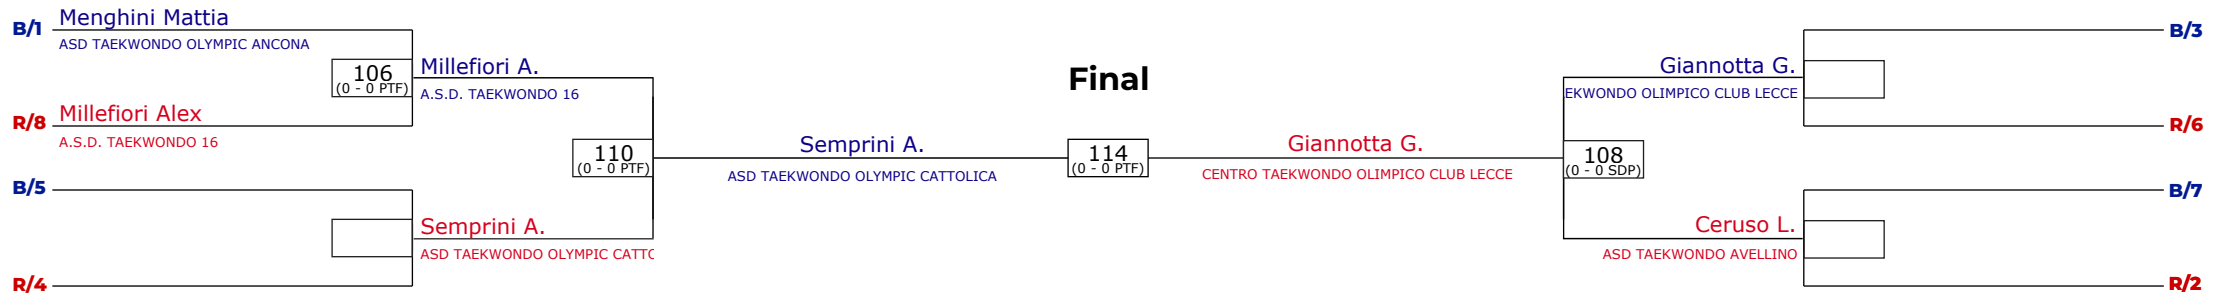 B/1
Menghini Mattia
ASD TAEKWONDO OLYMPIC ANCONA
106
(0 - 0 PTF)
R/8
Millefiori Alex
A.S.D. TAEKWONDO 16
Millefiori A.
A.S.D. TAEKWONDO 16
110
(0 - 0 PTF)
B/5
Semprini A.
ASD TAEKWONDO OLYMPIC CATTO
R/4
Final
Semprini A.
ASD TAEKWONDO OLYMPIC CATTOLICA
114
(0 - 0 PTF)
Giannotta G.
CENTRO TAEKWONDO OLIMPICO CLUB LECCE
Giannotta G.
EKWONDO OLIMPICO CLUB LECCE
108
(0 - 0 SDP)
Ceruso L.
ASD TAEKWONDO AVELLINO
B/3
R/6
B/7
R/2